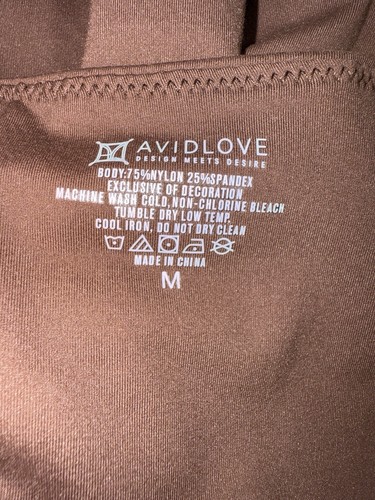 AVIDLOVE
DESIGN MEETS DESIRE
BODY:75%NYLON 25%SPANDEX
EXCLUSIVE OF DECORATION
MACHINE WASH COLD, NON-CHLORINE BLEACH
TUMBLE DRY LOW TEMP.
COOL IRON, DO NOT DRY CLEAN
MADE IN CHINA
M